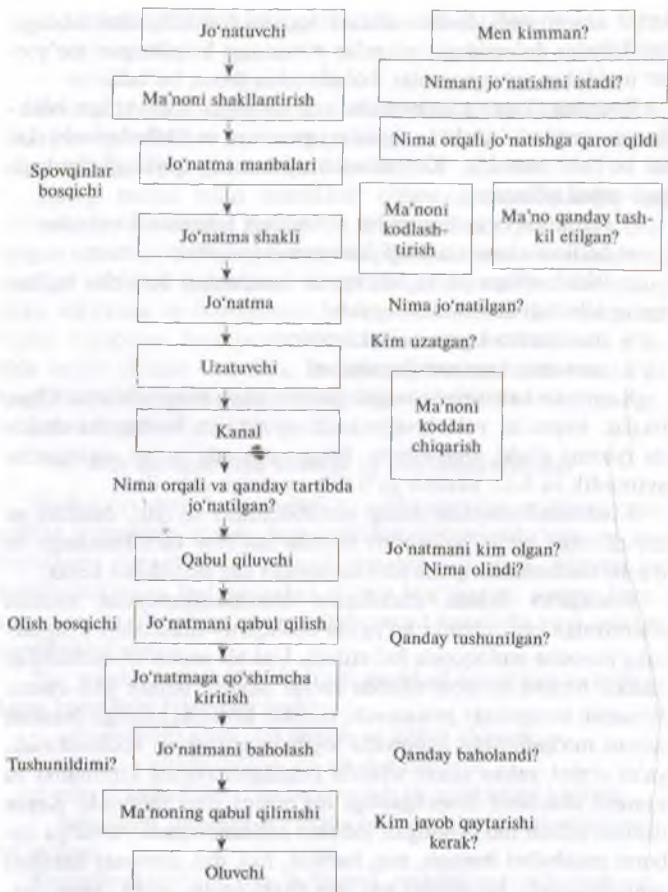 Jo‘natuvchi
Men kimman?
Nimani jo‘natishni istadi?
Ma’noni shakllantirish
Nima orqali jo‘natishga qaror qildi
Jo‘natma manbalari
Spovqinlar
bosqichi
Ma’noni
kodlash-
tirish
Ma’no qanday tash-
kil etilgan?
Jo‘natma shakli
Jo‘natma
Nima jo‘natilgan?
Kim uzatgan?
Uzatuvchi
Ma’noni
koddan
chiqarish
Kanal
Nima orqali va qanday tartibda
jo‘natilgan?
Qabul qiluvchi
Jo‘natmani kim olgan?
Nima olindi?
Olish bosqichi
Jo‘natmani qabul qilish
Qanday tushunilgan?
Jo‘natmaga qo‘shimcha
kiritish
Jo‘natmani baholash
Qanday baholandi?
Tushunildimi?
Ma’noning qabul qilinishi
Kim javob qaytarishi
kerak?
Oluvchi